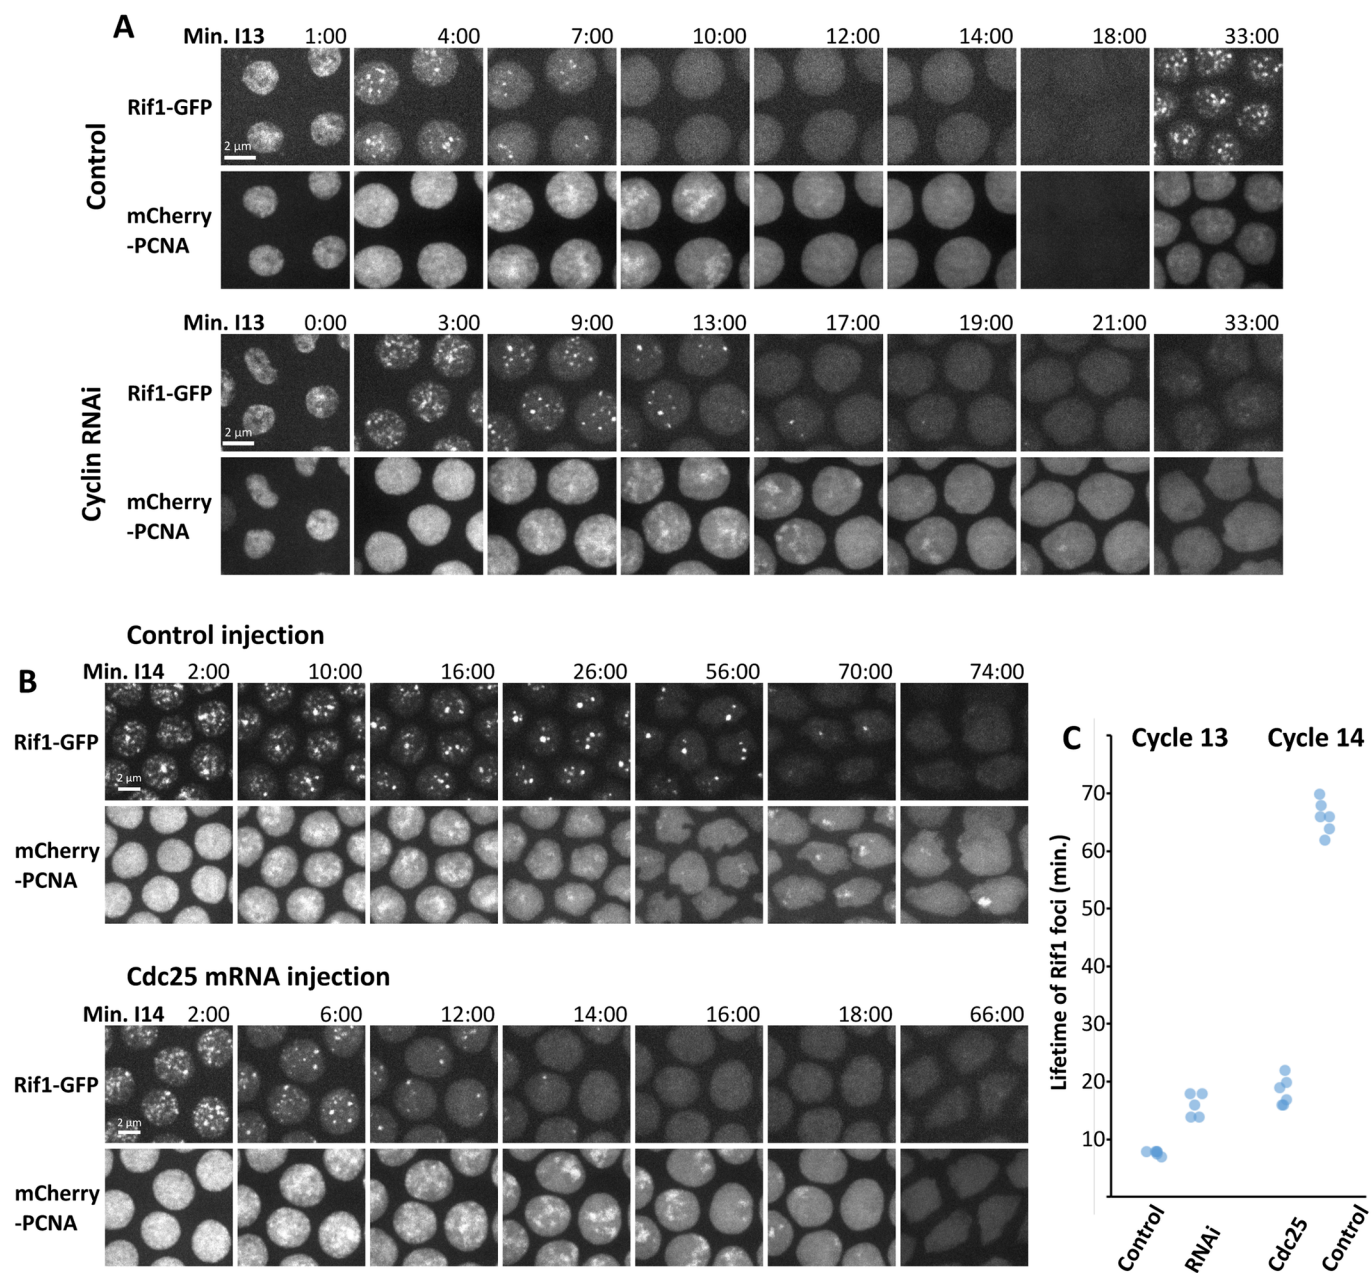 A
Min. I13 1:00 4:00 7:00 10:00 12:00 14:00 18:00 33:00
Control
Rif1-GFP
2 µm
mCherry
-PCNA
Min. I13 0:00 3:00 9:00 13:00 17:00 19:00 21:00 33:00
Cyclin RNAi
Rif1-GFP
2 µm
mCherry
-PCNA
Control injection
B
Min. I14 2:00 10:00 16:00 26:00 56:00 70:00 74:00
Rif1-GFP
2 µm
mCherry
-PCNA
Cdc25 mRNA injection
Min. I14 2:00 6:00 12:00 14:00 16:00 18:00 66:00
Rif1-GFP
2 µm
mCherry
-PCNA
C
Cycle 13 Cycle 14
Lifetime of Rif1 foci (min.)
70
60
50
40
30
20
10
Control RNAi Cdc25 Control